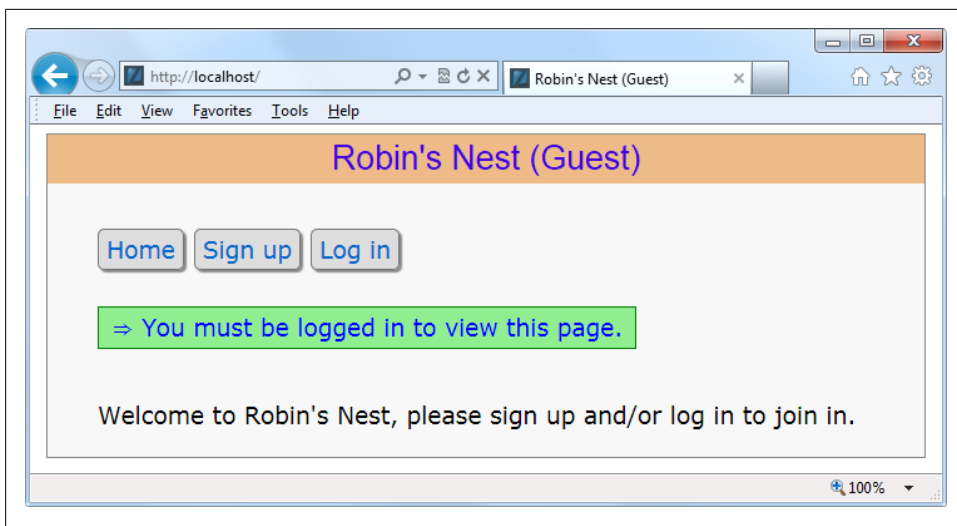 http://localhost/
Robin's Nest (Guest)
File Edit View Favorites Tools Help
Robin's Nest (Guest)
Home Sign up Log in
⇒ You must be logged in to view this page.
Welcome to Robin's Nest, please sign up and/or log in to join in.
100%